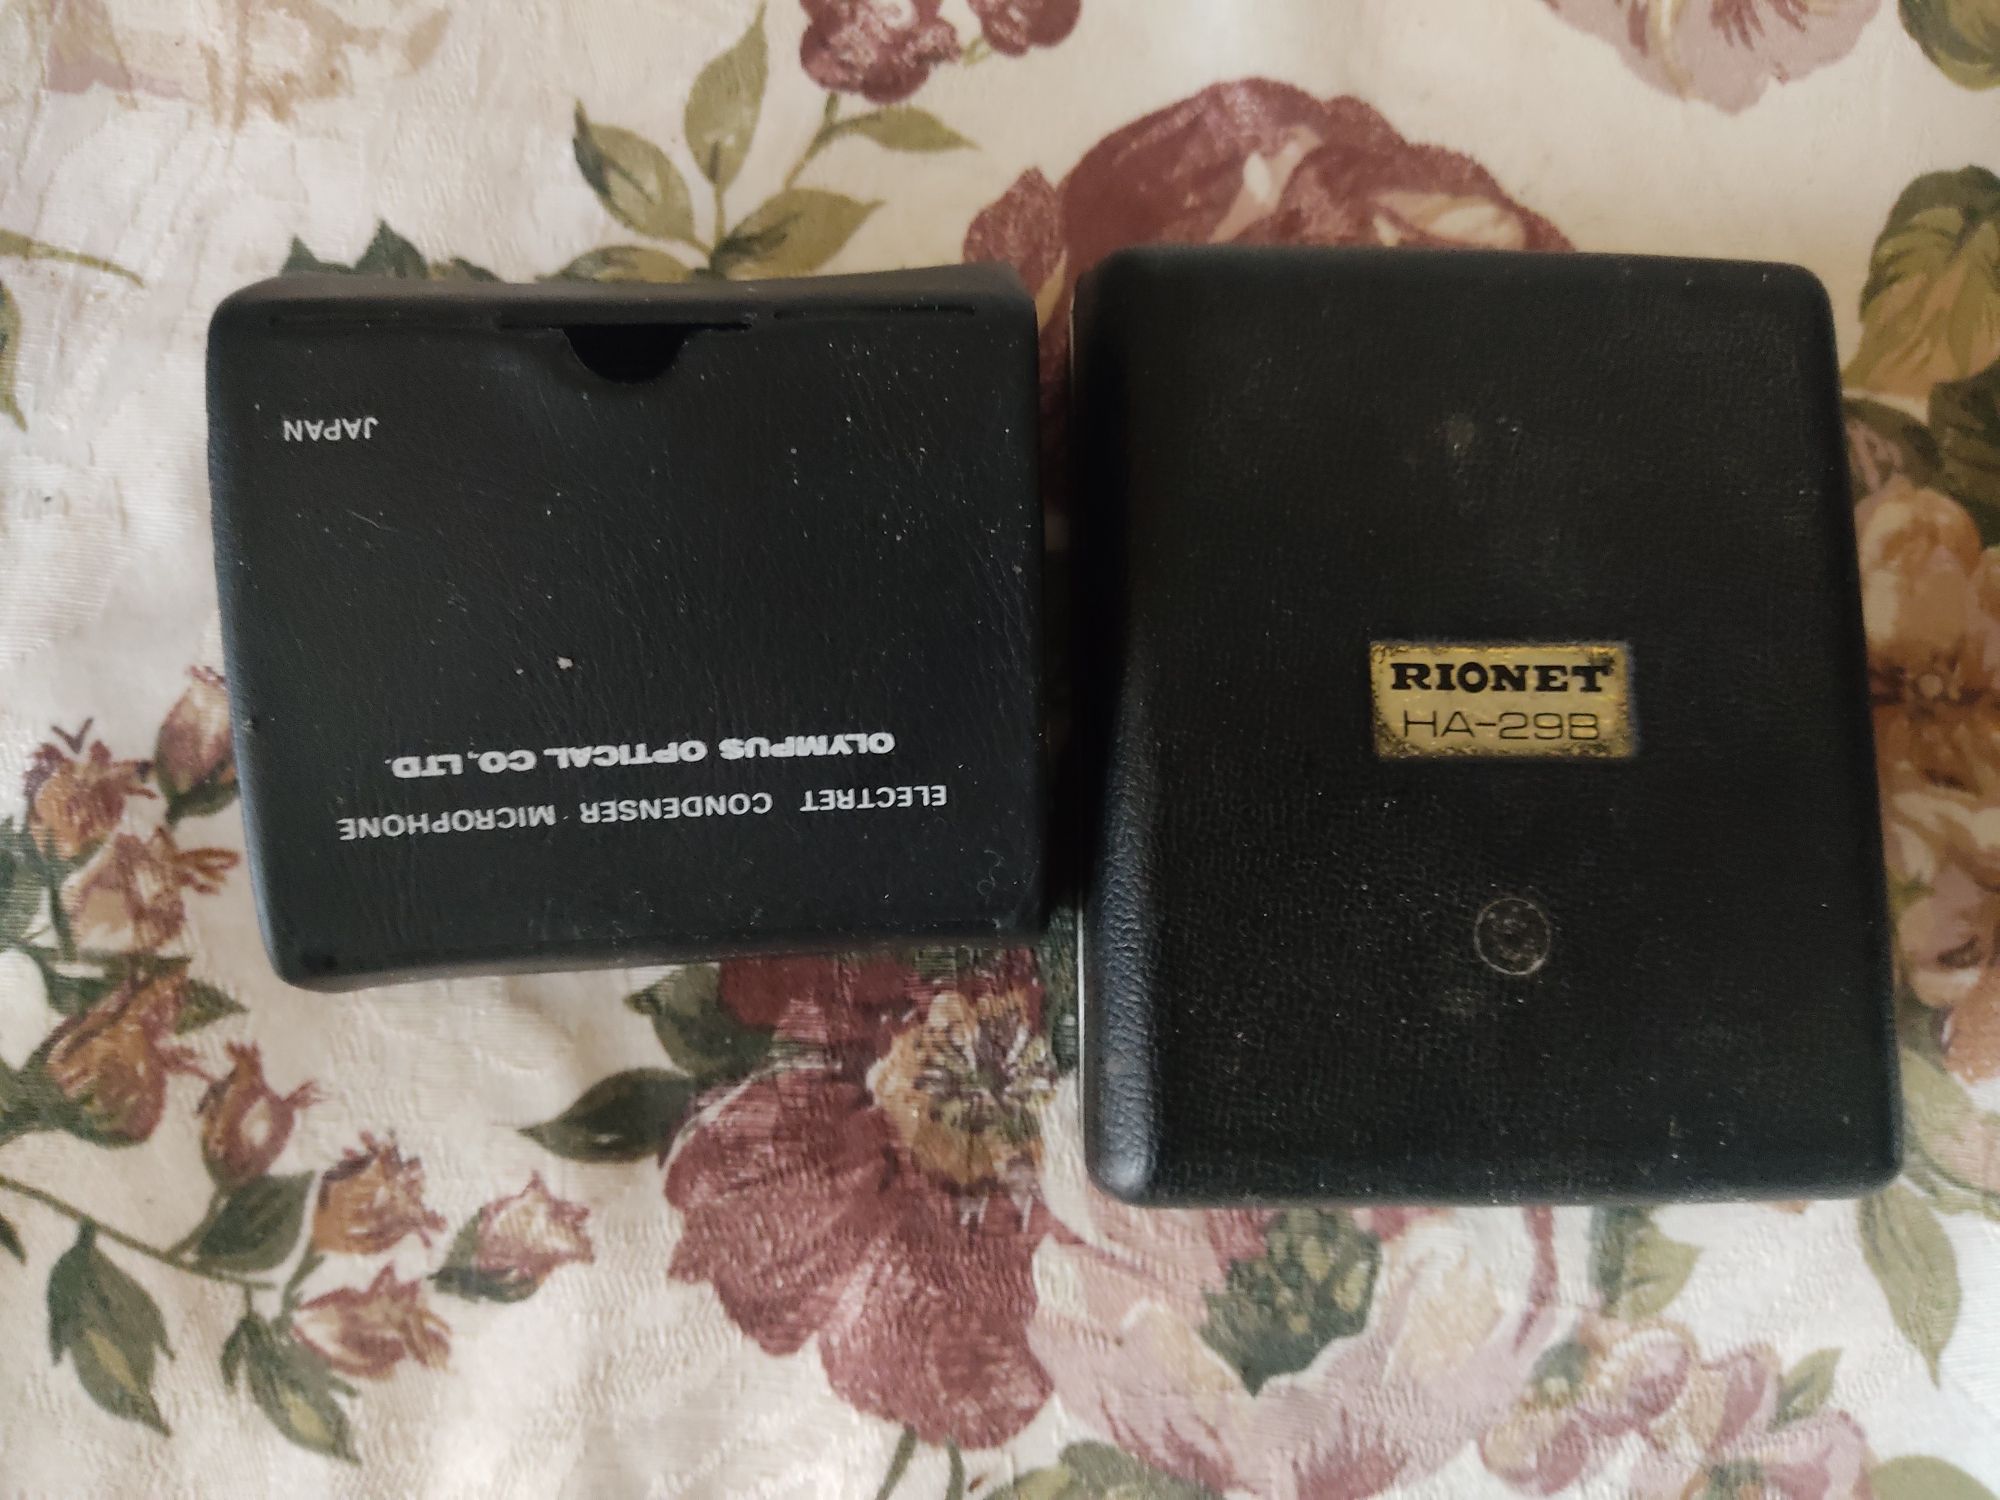 ELECTRET CONDENSER MICROPHONE
OLYMPUS OPTICAL CO., LTD.
JAPAN
RIONET
HA-29B